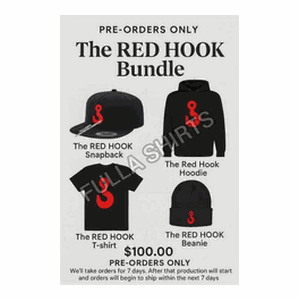 PRE-ORDERS ONLY
The RED HOOK
Bundle
The RED HOOK
Snapback
The Red Hook
Hoodie
FULLA SHIRTS
The RED HOOK
T-shirt
The RED HOOK
Beanie
$100.00
PRE-ORDERS ONLY
We'll take orders for 7 days. After that production will start
and orders will begin to ship within the next 7 days